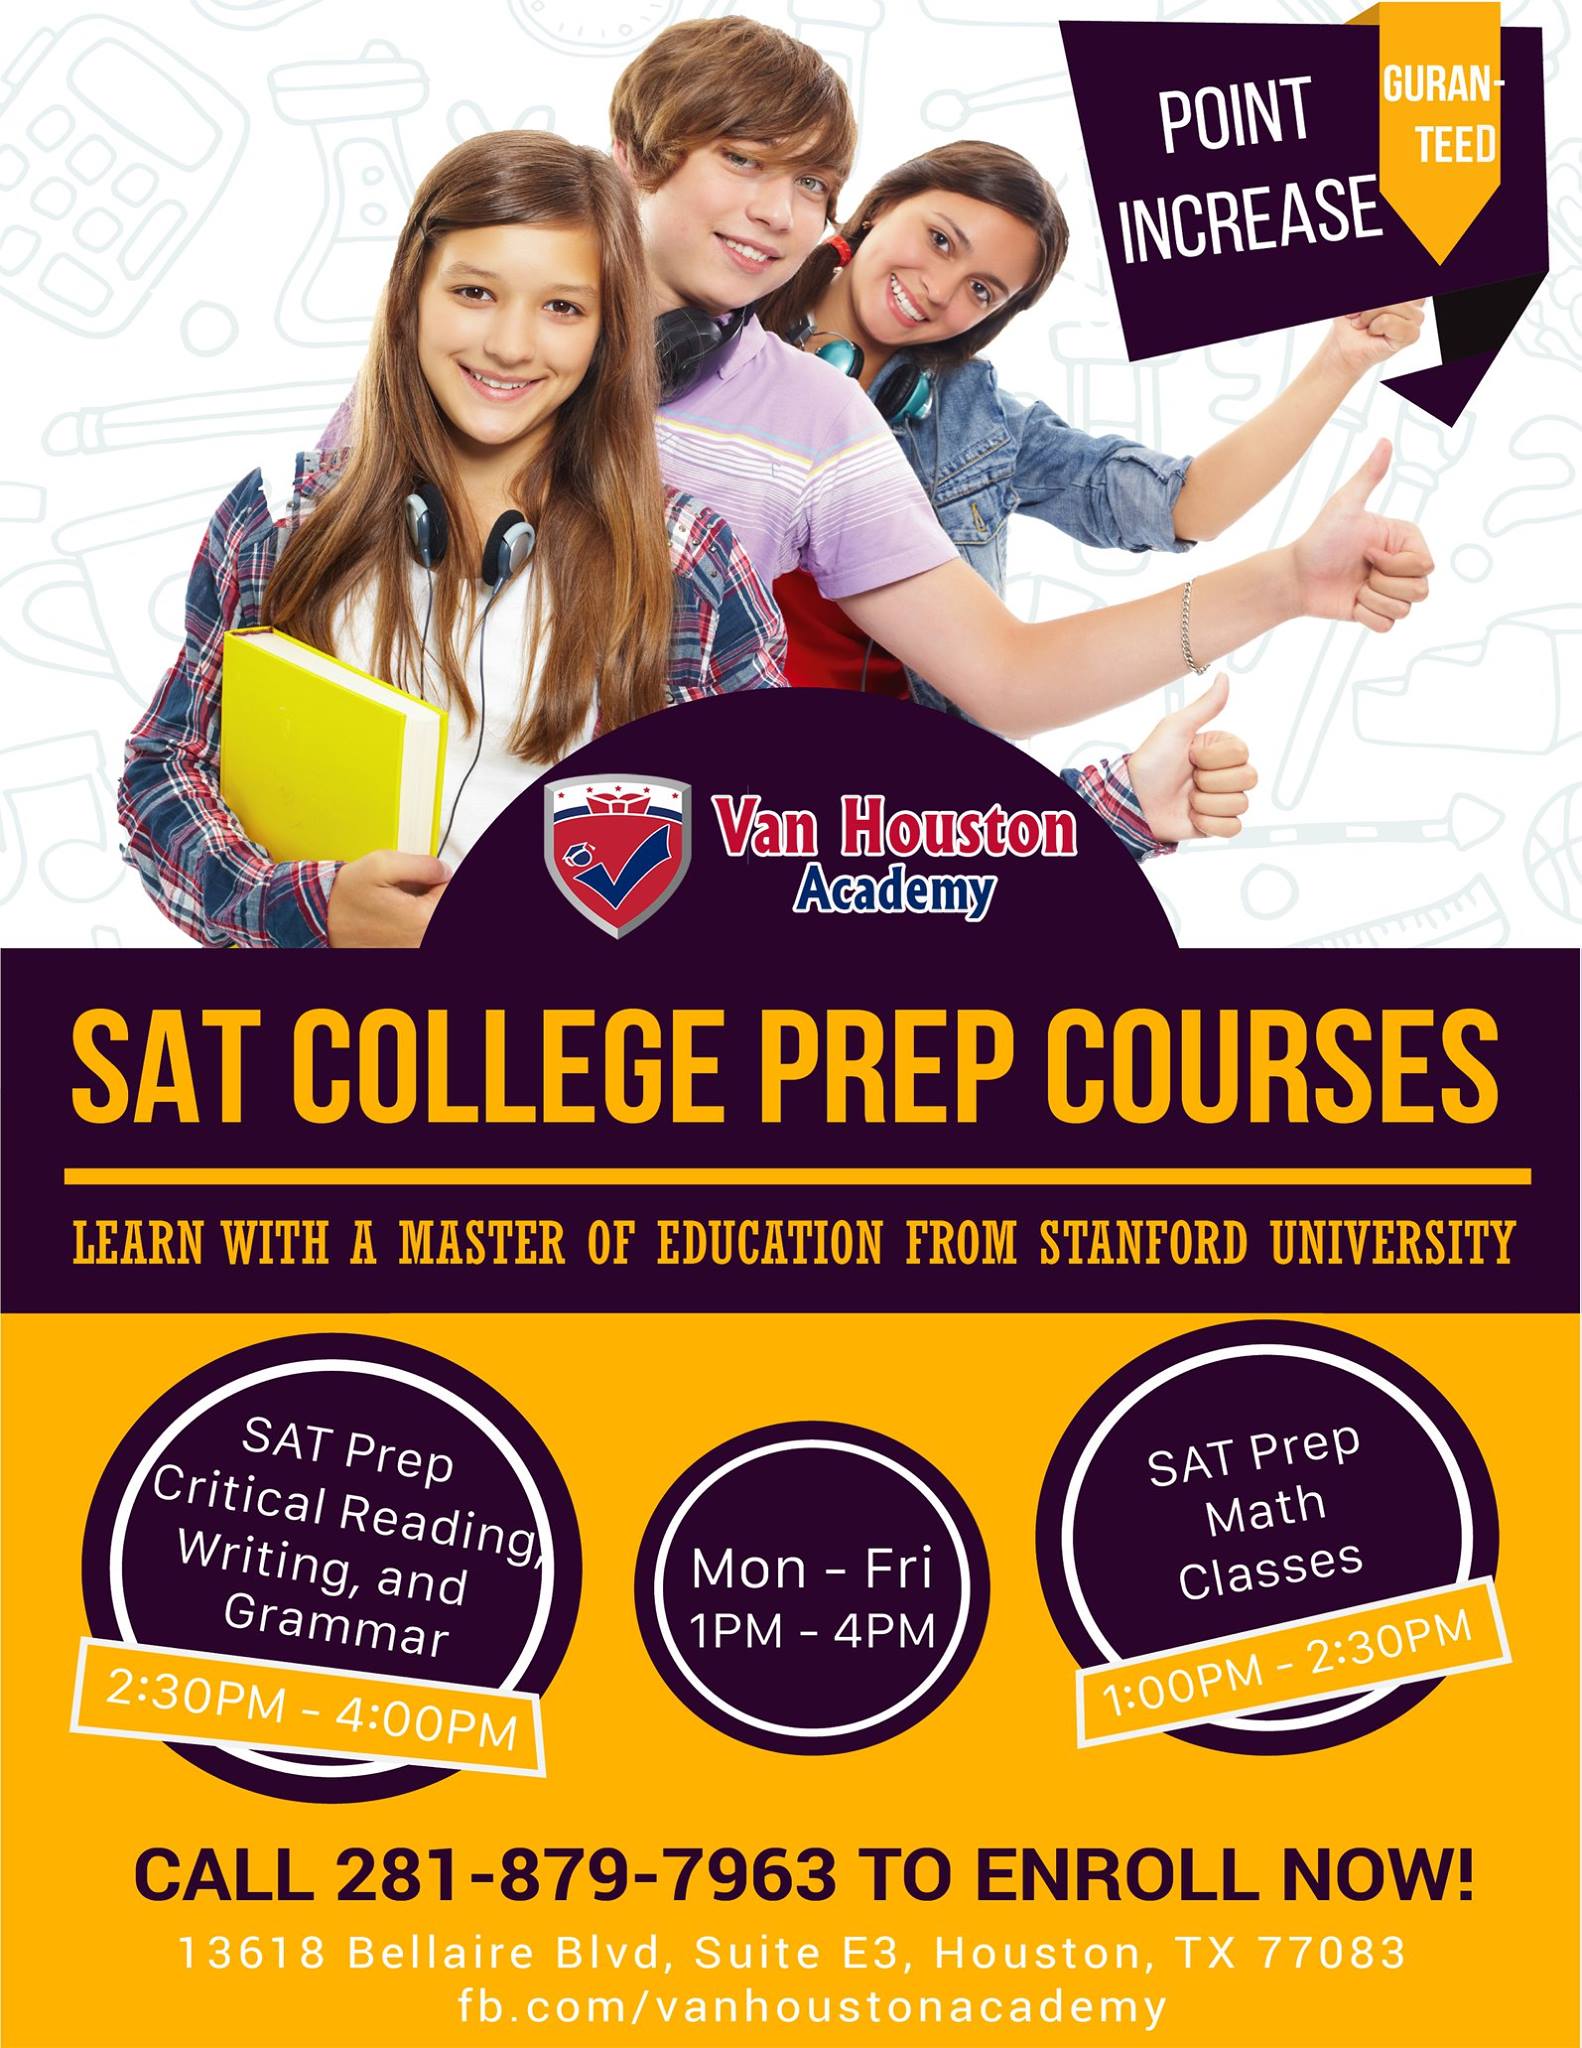 POINT
INCREASE
GURAN-
TEED
Van Houston
Academy
SAT COLLEGE PREP COURSES
LEARN WITH A MASTER OF EDUCATION FROM STANFORD UNIVERSITY
SAT Prep
Critical Reading,
Writing, and
Grammar
2:30PM - 4:00PM
Mon - Fri
1PM - 4PM
SAT Prep
Math
Classes
1:00PM - 2:30PM
CALL 281-879-7963 TO ENROLL NOW!
13618 Bellaire Blvd, Suite E3, Houston, TX 77083
fb.com/vanhoustonacademy